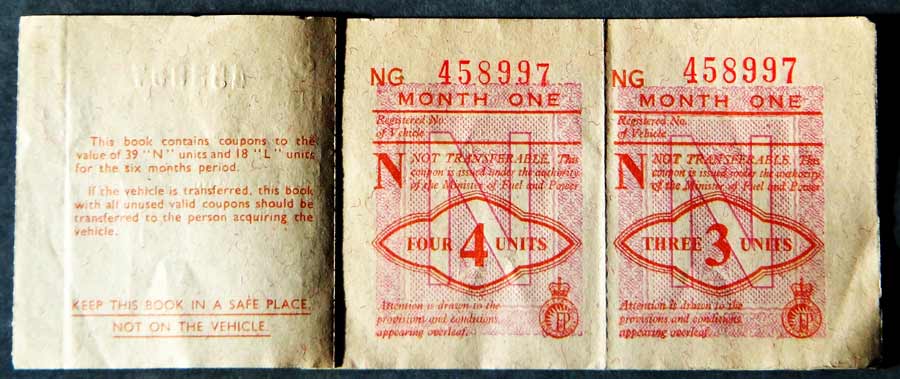 This book contains coupons to the
value of 39 "N" units and 18 "L" units
for the six months period.
If the vehicle is transferred, this book
with all unused valid coupons should be
transferred to the person acquiring the
vehicle.
KEEP THIS BOOK IN A SAFE PLACE,
NOT ON THE VEHICLE.
NG 458997
MONTH ONE
Registered No.
of Vehicle
N NOT TRANSFERABLE. This
coupon is issued under the authority
of the Minister of Fuel and Power
FOUR 4 UNITS
Attention is drawn to the
provisions and conditions
appearing overleaf.
NG 458997
MONTH ONE
Registered No.
of Vehicle
N NOT TRANSFERABLE. This
coupon is issued under the authority
of the Minister of Fuel and Power
THREE 3 UNITS
Attention is drawn to the
provisions and conditions
appearing overleaf.